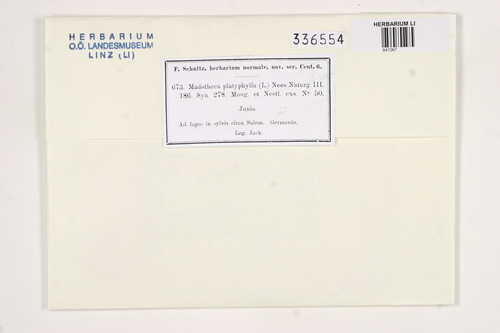 HERBARIUM
O.Ö. LANDESMUSEUM
LINZ (LI)
336554
HERBARIUM LI
641067
F. Schultz, herbarium normale, nov. ser. Cent. 6.
673. Madotheca platyphylla (L.) Nees Naturg. III.
186. Syn. 278. Moug. et Nestl. exs. No 50.
Junio
Ad fagos in sylvis circa Salem. Germania.
Leg. Jack.